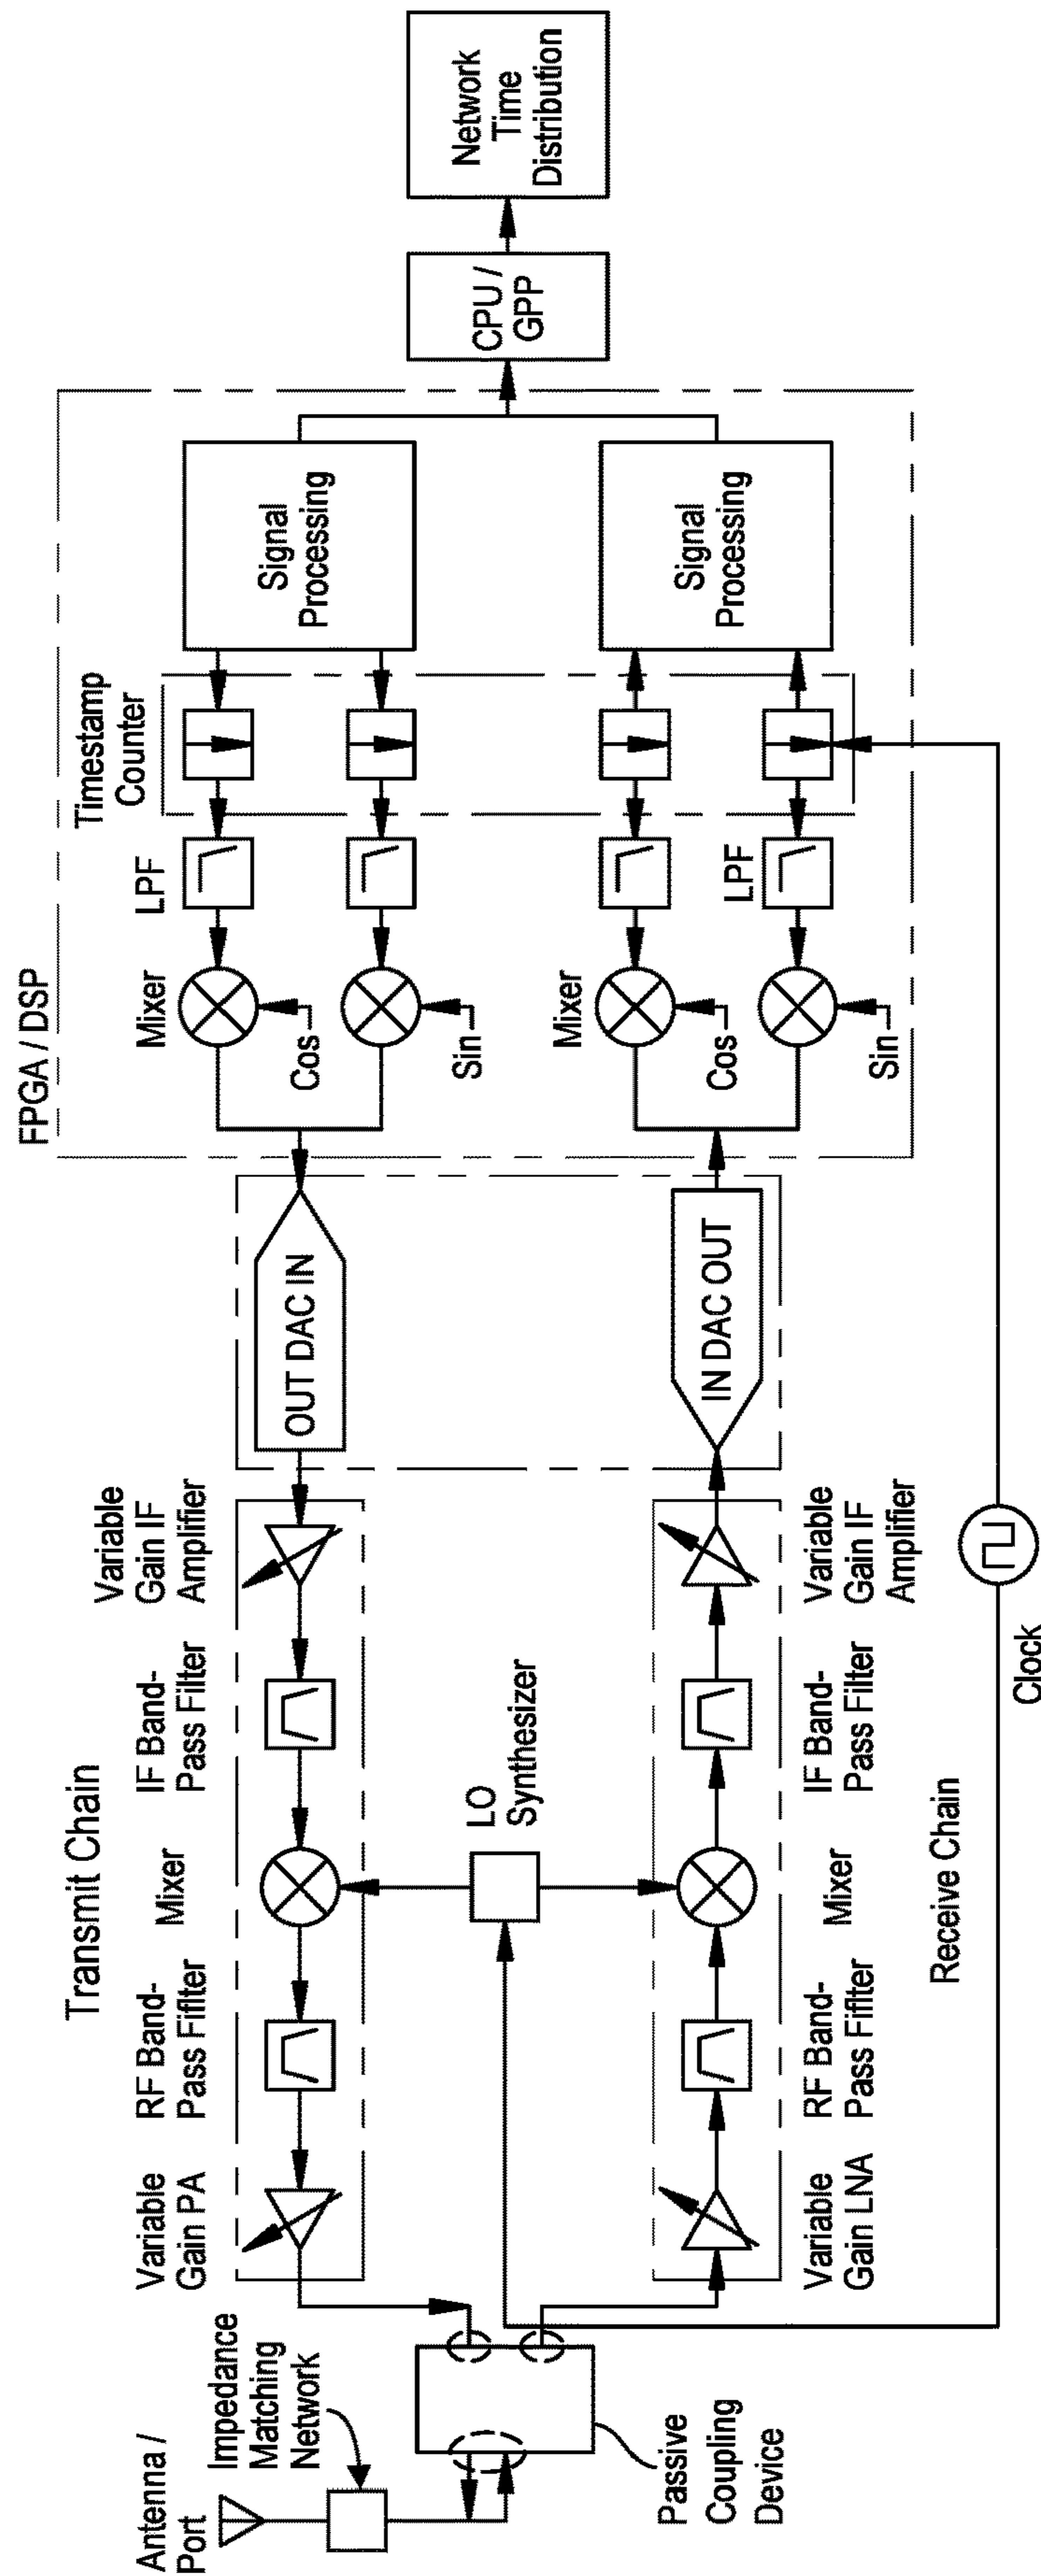 Antenna /
Port
Impedance
Matching
Network
Passive
Coupling
Device
Transmit Chain
Variable
Gain PA
RF Band-
Pass Fiflter
Mixer
IF Band-
Pass Filter
Variable
Gain IF
Amplifier
LO
Synthesizer
Variable
Gain LNA
RF Band-
Pass Fiflter
Mixer
IF Band-
Pass Filter
Variable
Gain IF
Amplifier
Receive Chain
Clock
OUT DAC IN
IN DAC OUT
FPGA / DSP
Mixer
LPF
Timestamp
Counter
Cos
Sin
Signal
Processing
Mixer
LPF
Cos
Sin
Signal
Processing
CPU /
GPP
Network
Time
Distribution